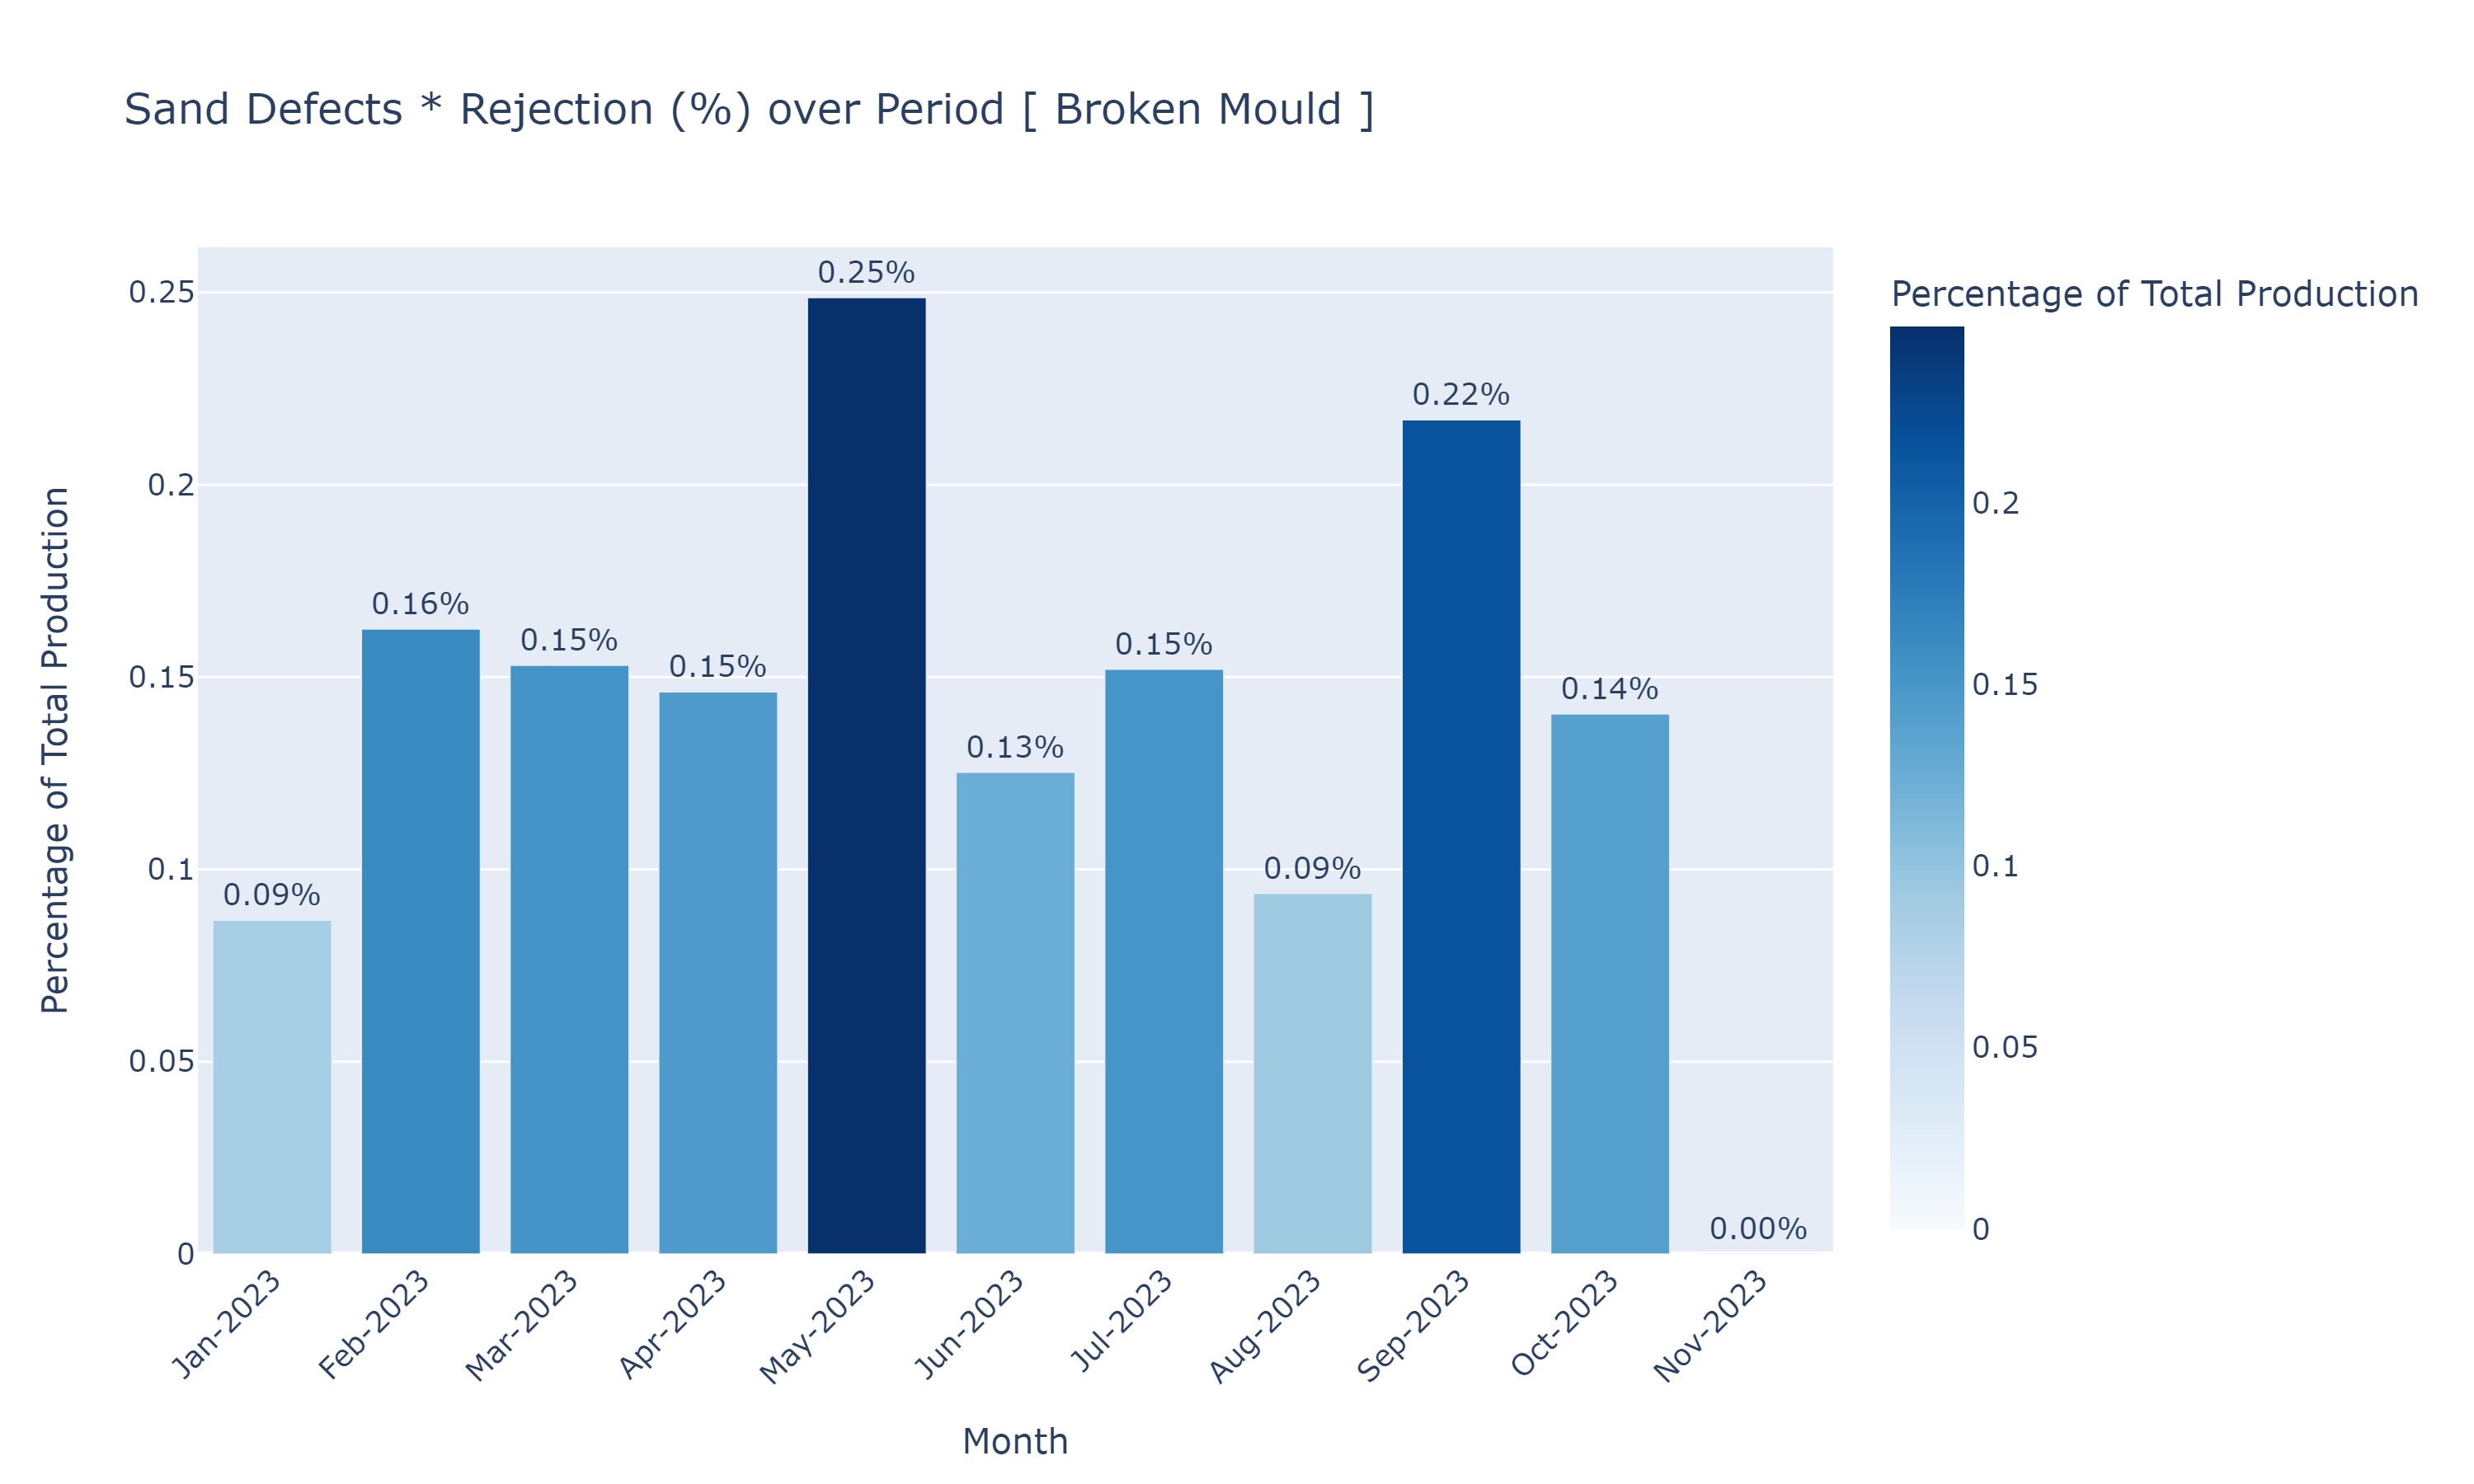 Sand Defects * Rejection (%) over Period [ Broken Mould ]
Percentage of Total Production
0.25
0.2
0.15
0.1
0.05
0
0.09%
0.16%
0.15%
0.15%
0.25%
0.13%
0.15%
0.09%
0.22%
0.14%
0.00%
Jan-2023
Feb-2023
Mar-2023
Apr-2023
May-2023
Jun-2023
Jul-2023
Aug-2023
Sep-2023
Oct-2023
Nov-2023
Month
Percentage of Total Production
0.2
0.15
0.1
0.05
0